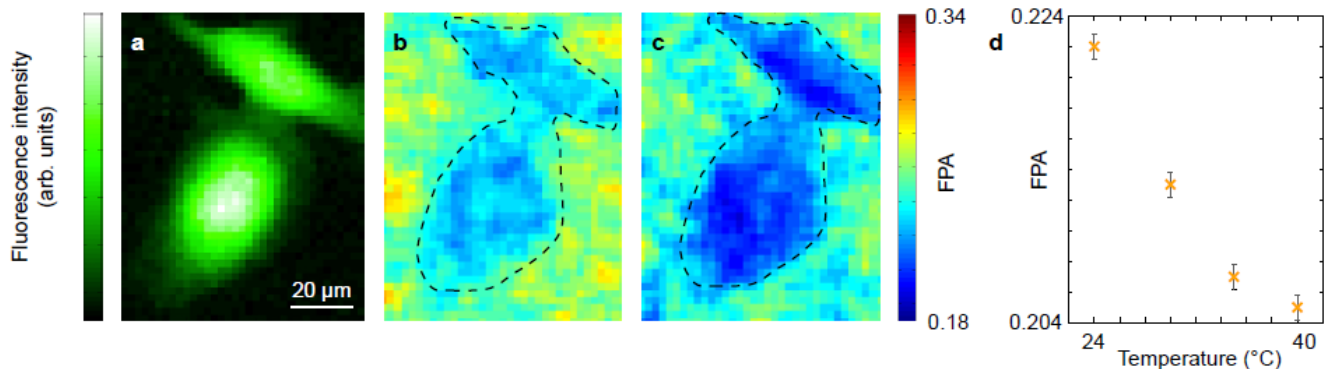 Fluorescence intensity
(arb. units)
a
20 µm
b
c
0.34
FPA
0.18
d
0.224
FPA
0.204
24
40
Temperature (°C)